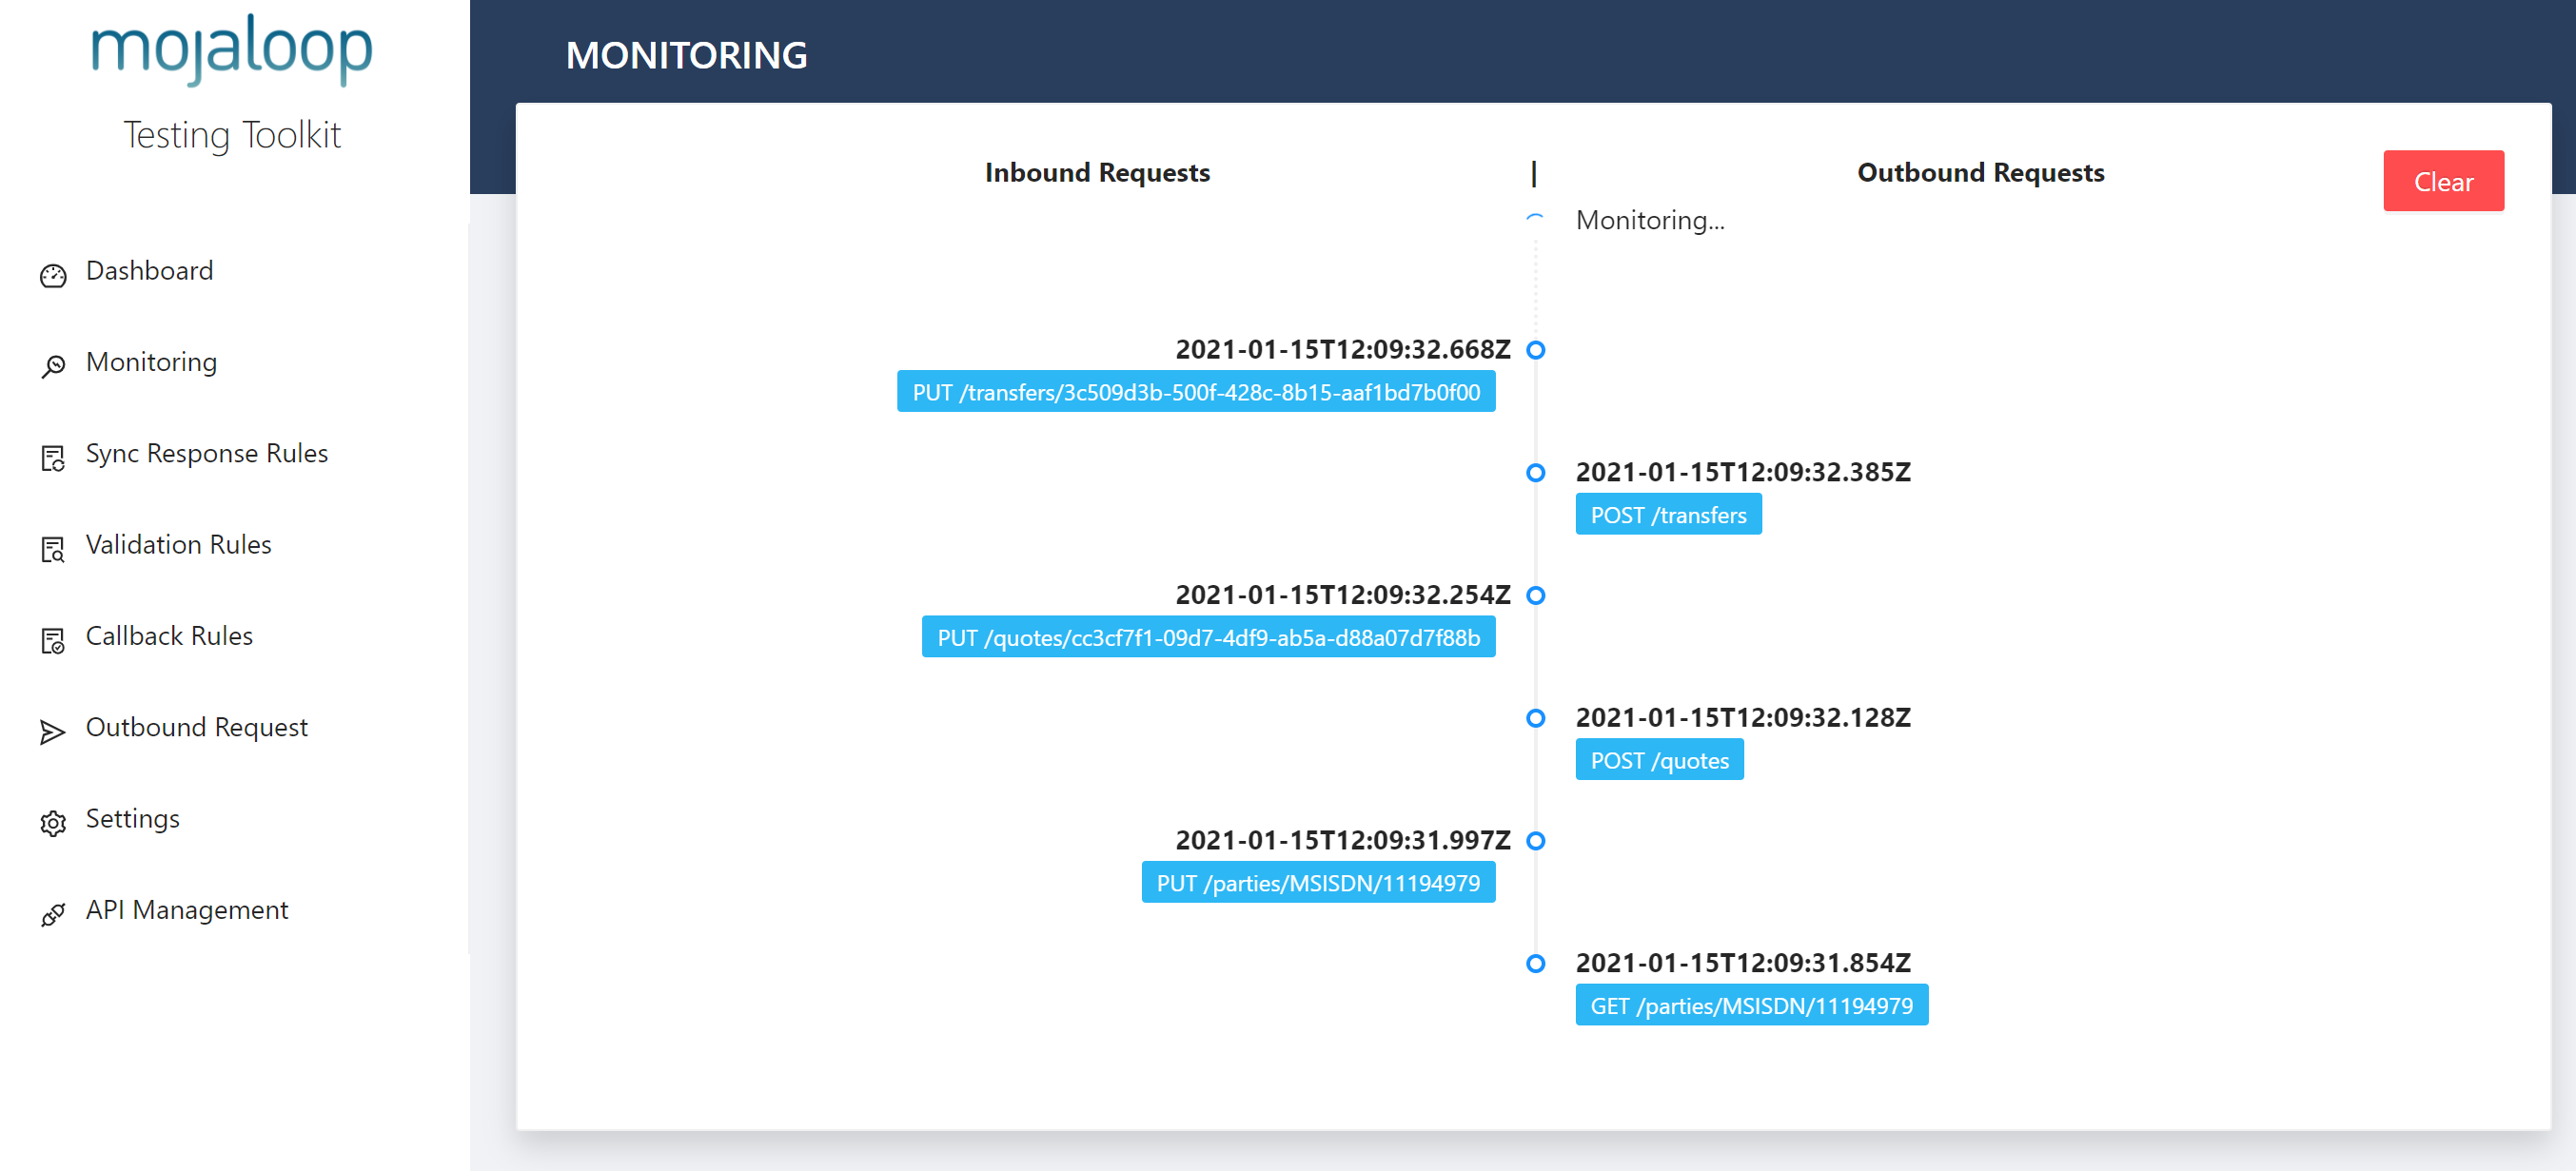 mojaloop
Testing Toolkit
Dashboard
Monitoring
Sync Response Rules
Validation Rules
Callback Rules
Outbound Request
Settings
API Management
MONITORING
Inbound Requests | Outbound Requests
Clear
Monitoring...
2021-01-15T12:09:32.668Z
PUT /transfers/3c509d3b-500f-428c-8b15-aaf1bd7b0f00
2021-01-15T12:09:32.385Z
POST /transfers
2021-01-15T12:09:32.254Z
PUT /quotes/cc3cf7f1-09d7-4df9-ab5a-d88a07d7f88b
2021-01-15T12:09:32.128Z
POST /quotes
2021-01-15T12:09:31.997Z
PUT /parties/MSISDN/11194979
2021-01-15T12:09:31.854Z
GET /parties/MSISDN/11194979